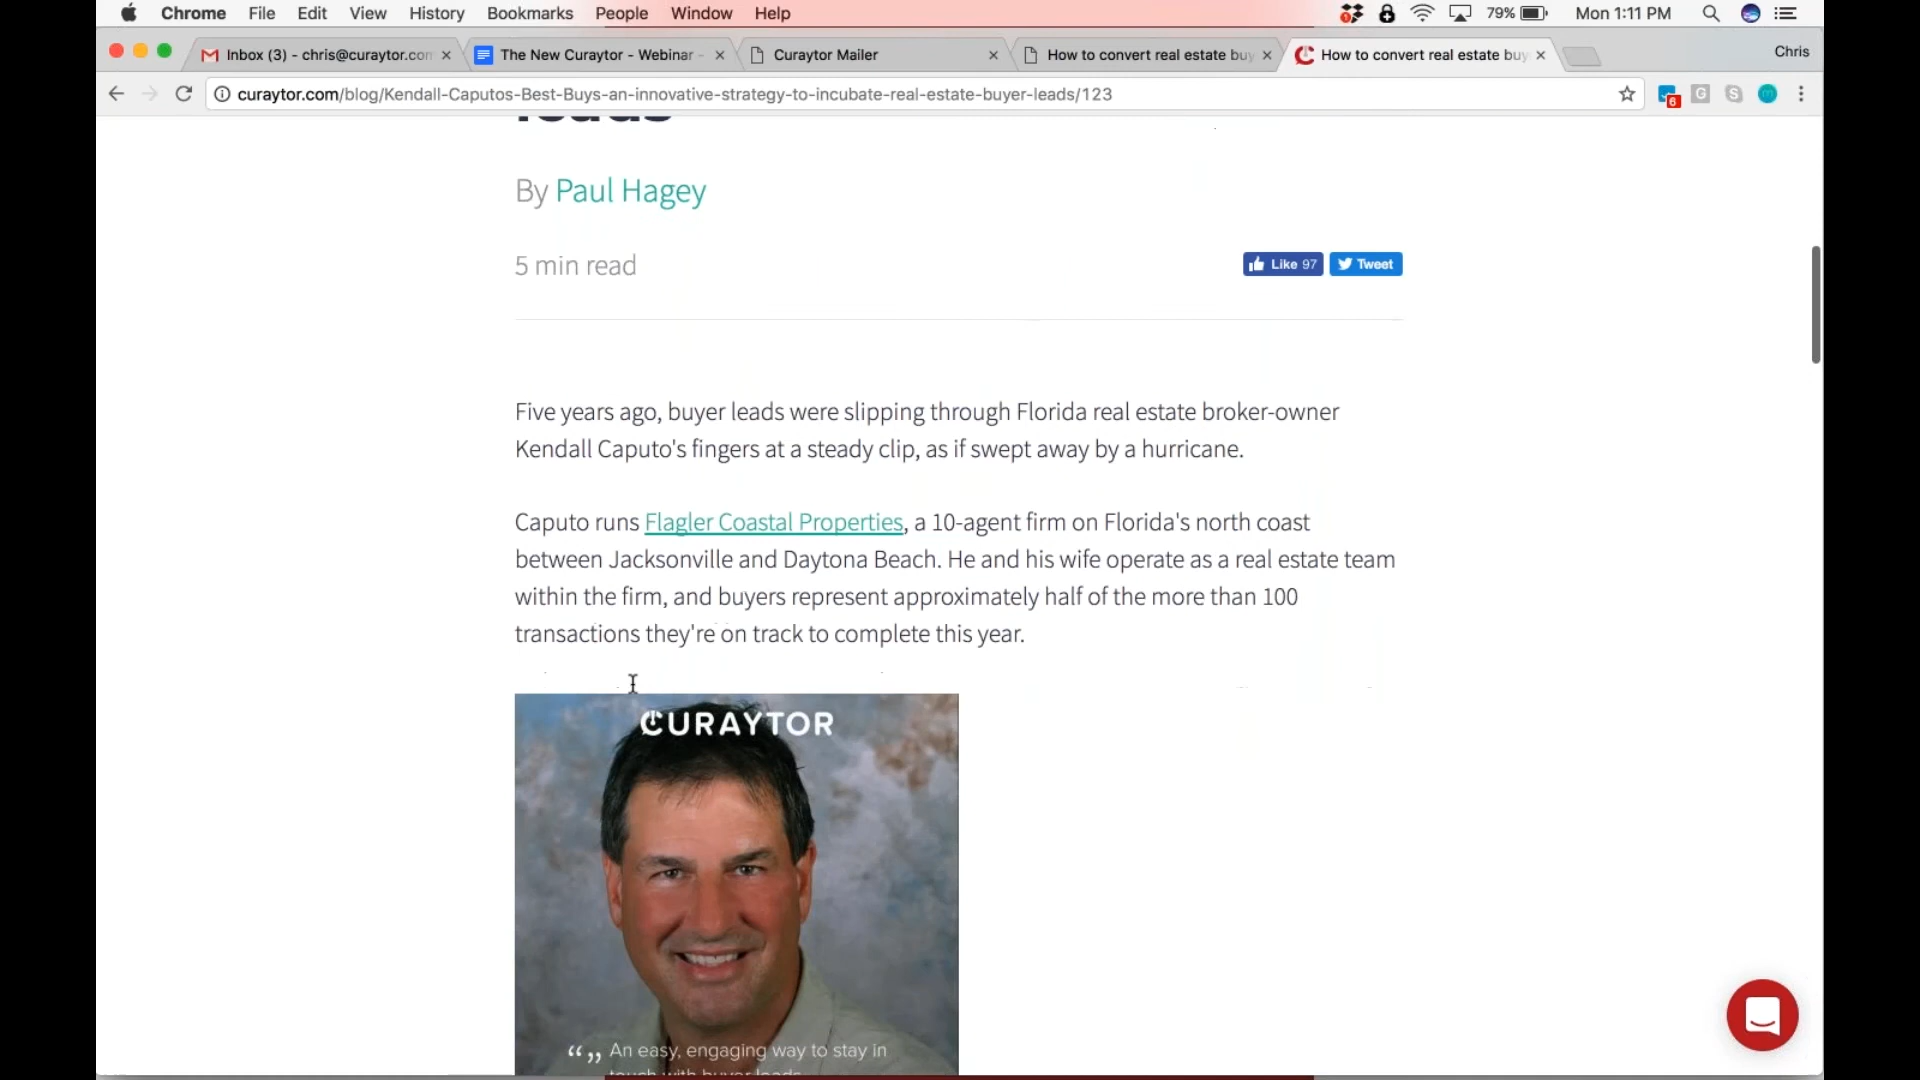 Chrome File Edit View History Bookmarks People Window Help 79% Mon 1:11 PM
Inbox (3) - chris@curaytor.com The New Curaytor - Webinar - Curaytor Mailer How to convert real estate buy How to convert real estate buy Chris
curaytor.com/blog/Kendall-Caputos-Best-Buys-an-innovative-strategy-to-incubate-real-estate-buyer-leads/123 6 G S
leads
By Paul Hagey
5 min read Like 97 Tweet
Five years ago, buyer leads were slipping through Florida real estate broker-owner
Kendall Caputo's fingers at a steady clip, as if swept away by a hurricane.
Caputo runs Flagler Coastal Properties, a 10-agent firm on Florida's north coast
between Jacksonville and Daytona Beach. He and his wife operate as a real estate team
within the firm, and buyers represent approximately half of the more than 100
transactions they're on track to complete this year.
CURAYTOR
“ ,, An easy, engaging way to stay in
touch with buyer leads